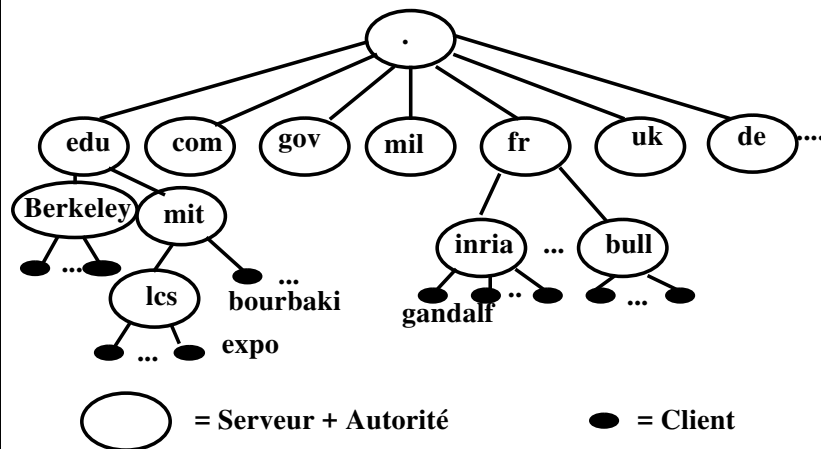 .
edu com gov mil fr uk de ....
Berkeley mit inria ... bull
... ... .. ...
lcs bourbaki gandalf
... expo
= Serveur + Autorité = Client